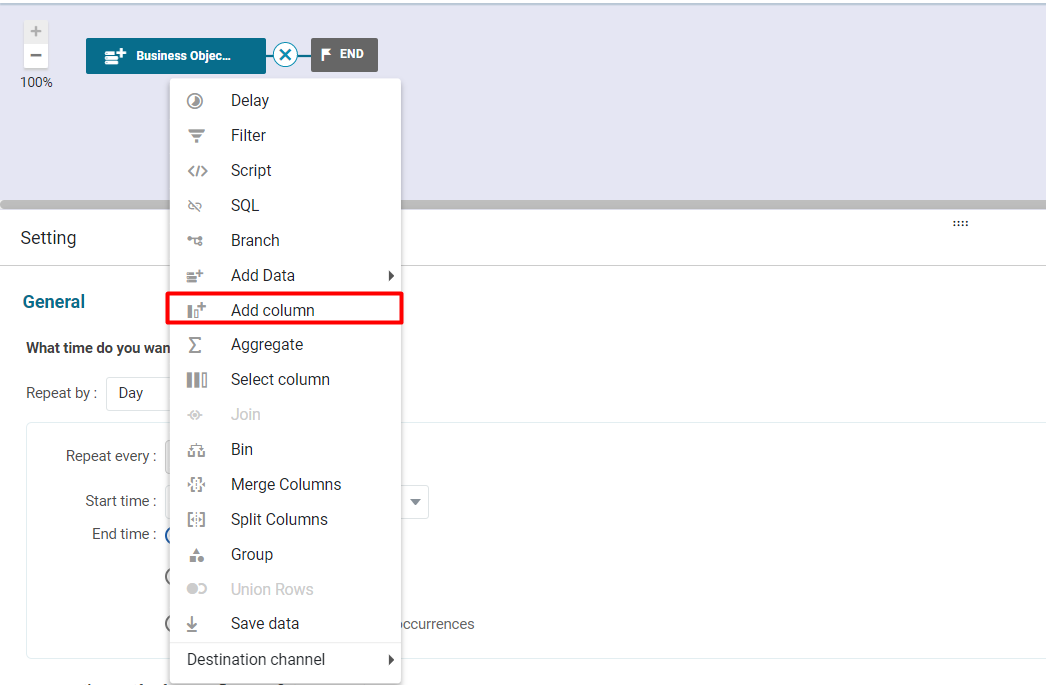 Business Objec...
END
100%
Delay
Filter
Script
SQL
Branch
Setting
Add Data
General
Add column
What time do you wan
Aggregate
Repeat by :
Day
Select column
Join
Bin
Repeat every :
Merge Columns
Start time :
Split Columns
End time :
Group
Union Rows
Save data
occurrences
Destination channel